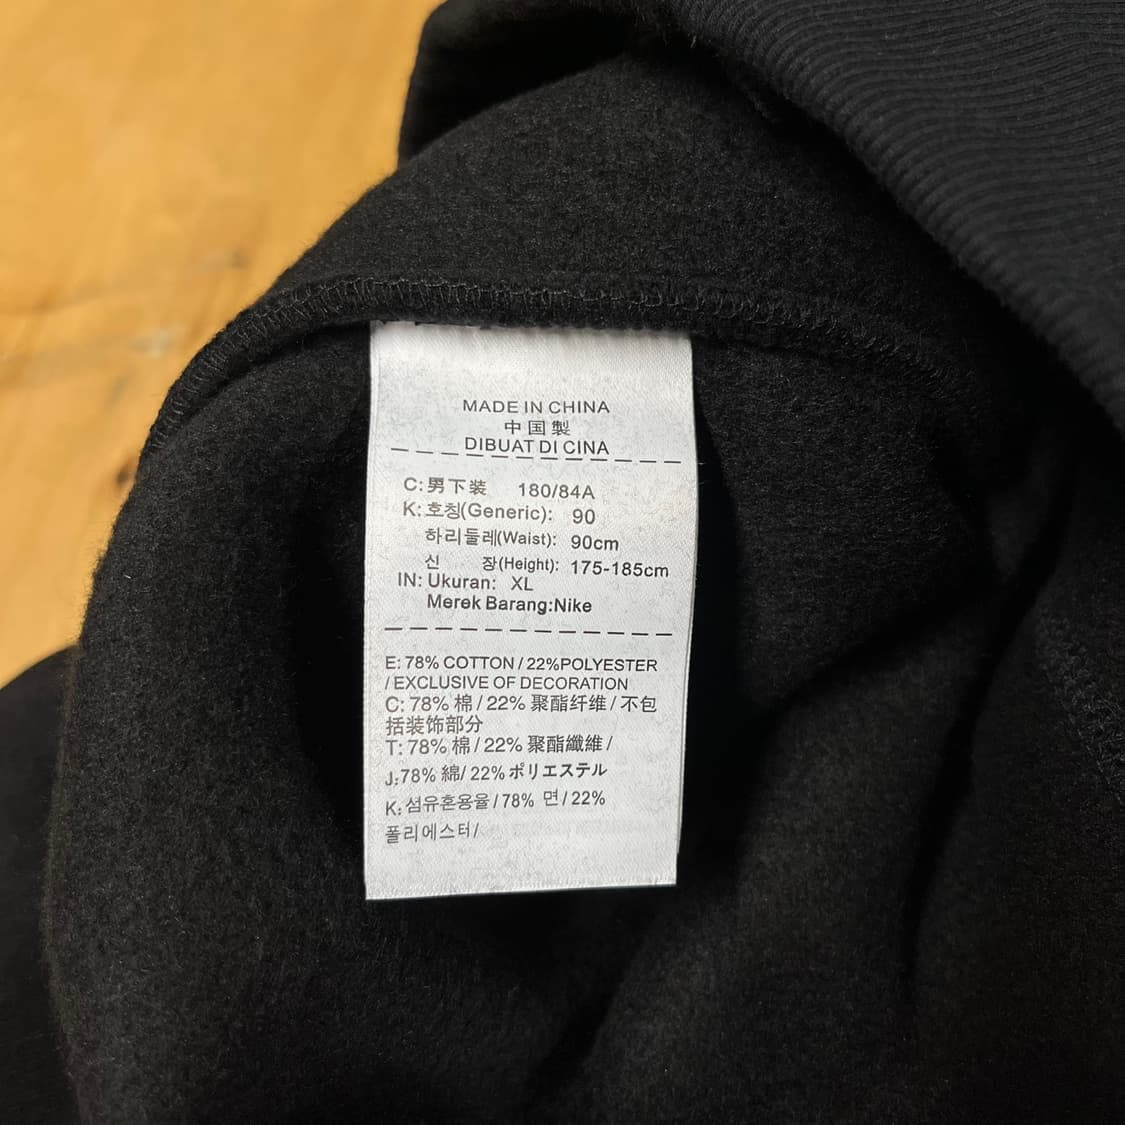 MADE IN CHINA
中国製
DIBUAT DI CINA
C:男下装 180/84A
K:호칭(Generic): 90
하리둘레(Waist): 90cm
신 장(Height): 175-185cm
IN: Ukuran: XL
Merek Barang:Nike
E: 78% COTTON / 22%POLYESTER
/ EXCLUSIVE OF DECORATION
C: 78% 棉 / 22% 聚酯纤维 / 不包
括装饰部分
T: 78% 棉 / 22% 聚酯纖維 /
J:78% 綿/ 22% ポリエステル
K: 섬유혼용율 / 78% 면 / 22%
폴리에스터/